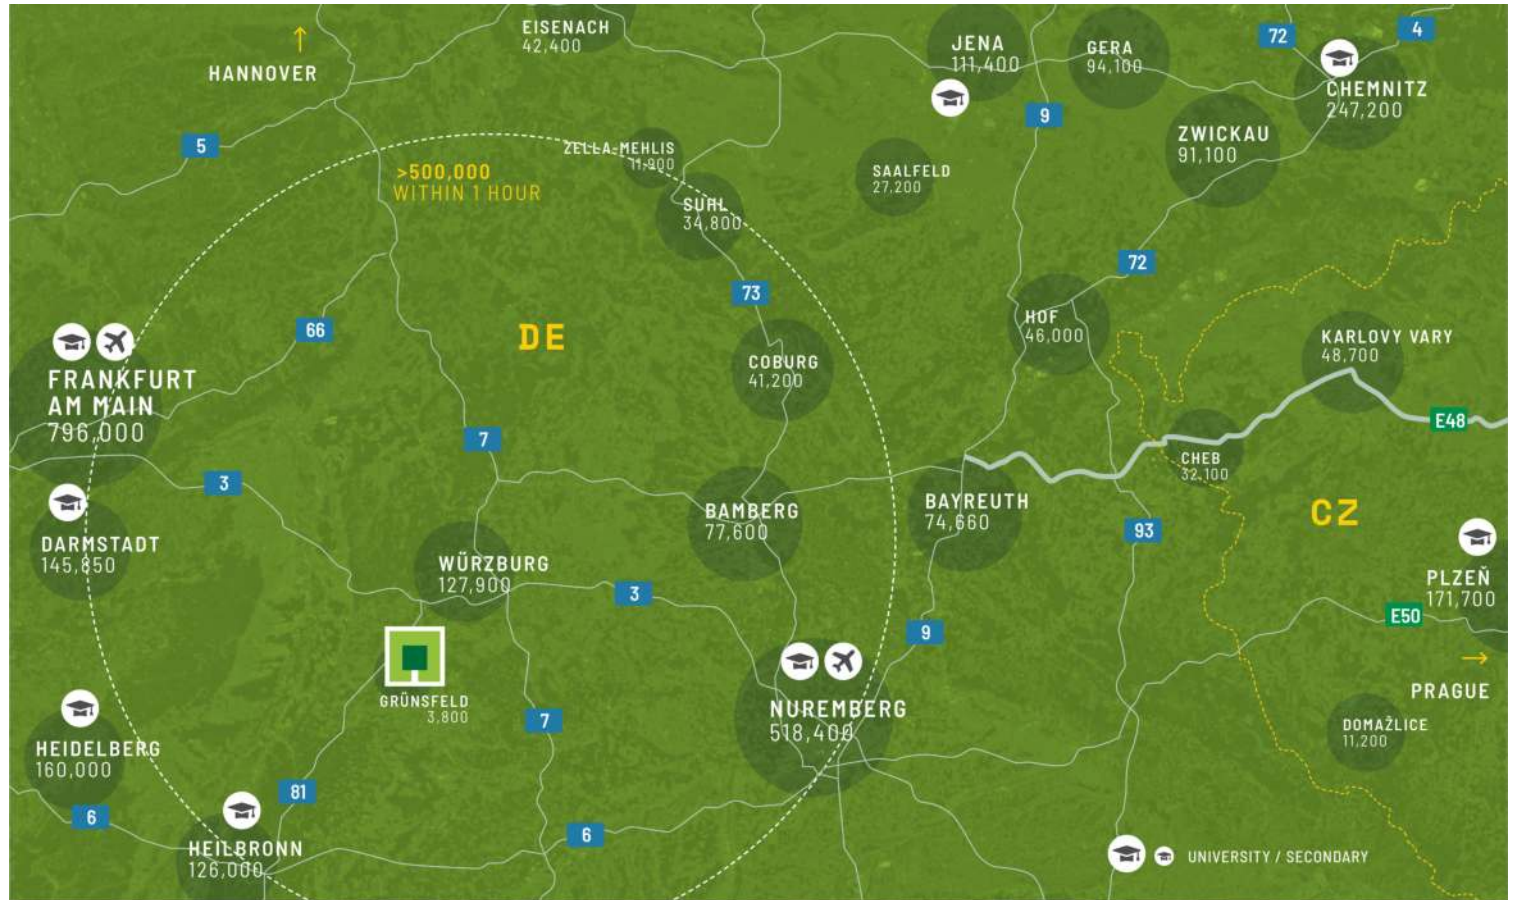 EISENACH
42,400
HANNOVER
JENA
111,400
GERA
94,100
72
4
CHEMNITZ
247,200
9
5
ZELLA-MEHLIS
11,900
ZWICKAU
91,100
>500,000
WITHIN 1 HOUR
SAALFELD
27,200
SUHL
34,800
72
73
66
DE
HOF
46,000
KARLOVY VARY
48,700
COBURG
41,200
FRANKFURT
AM MAIN
796,000
E48
7
3
CHEB
32,100
BAMBERG
77,600
BAYREUTH
74,660
CZ
93
DARMSTADT
145,850
WÜRZBURG
127,900
3
PLZEŇ
171,700
E50
9
GRÜNSFELD
3,800
NUREMBERG
518,400
PRAGUE
7
DOMAŽLICE
11,200
HEIDELBERG
160,000
81
6
6
HEILBRONN
126,000
UNIVERSITY / SECONDARY